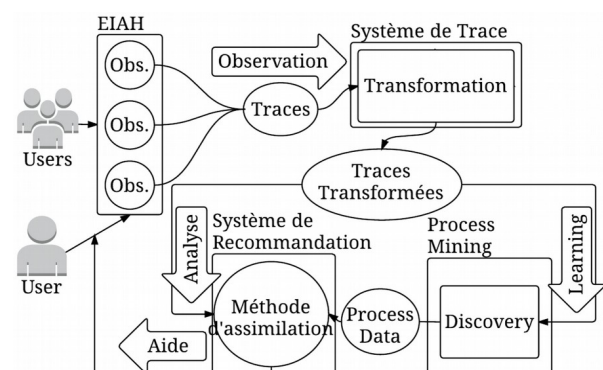 EIAH
Obs.
Obs.
Obs.
Users
User
Observation
Traces
Système de Trace
Transformation
Traces
Transformées
Analyse
Système de
Recommandation
Méthode
d'assimilation
Aide
Process
Data
Process
Mining
Discovery
Learning